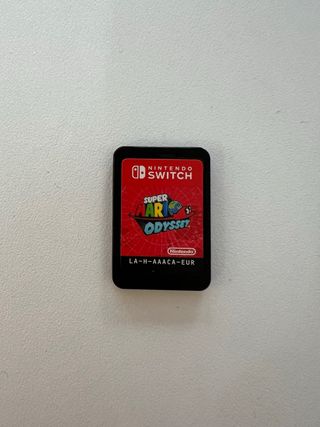 NINTENDO
SWITCH
SUPER
MARIO
ODYSSEY
Nintendo
LA-H-AAACA-EUR